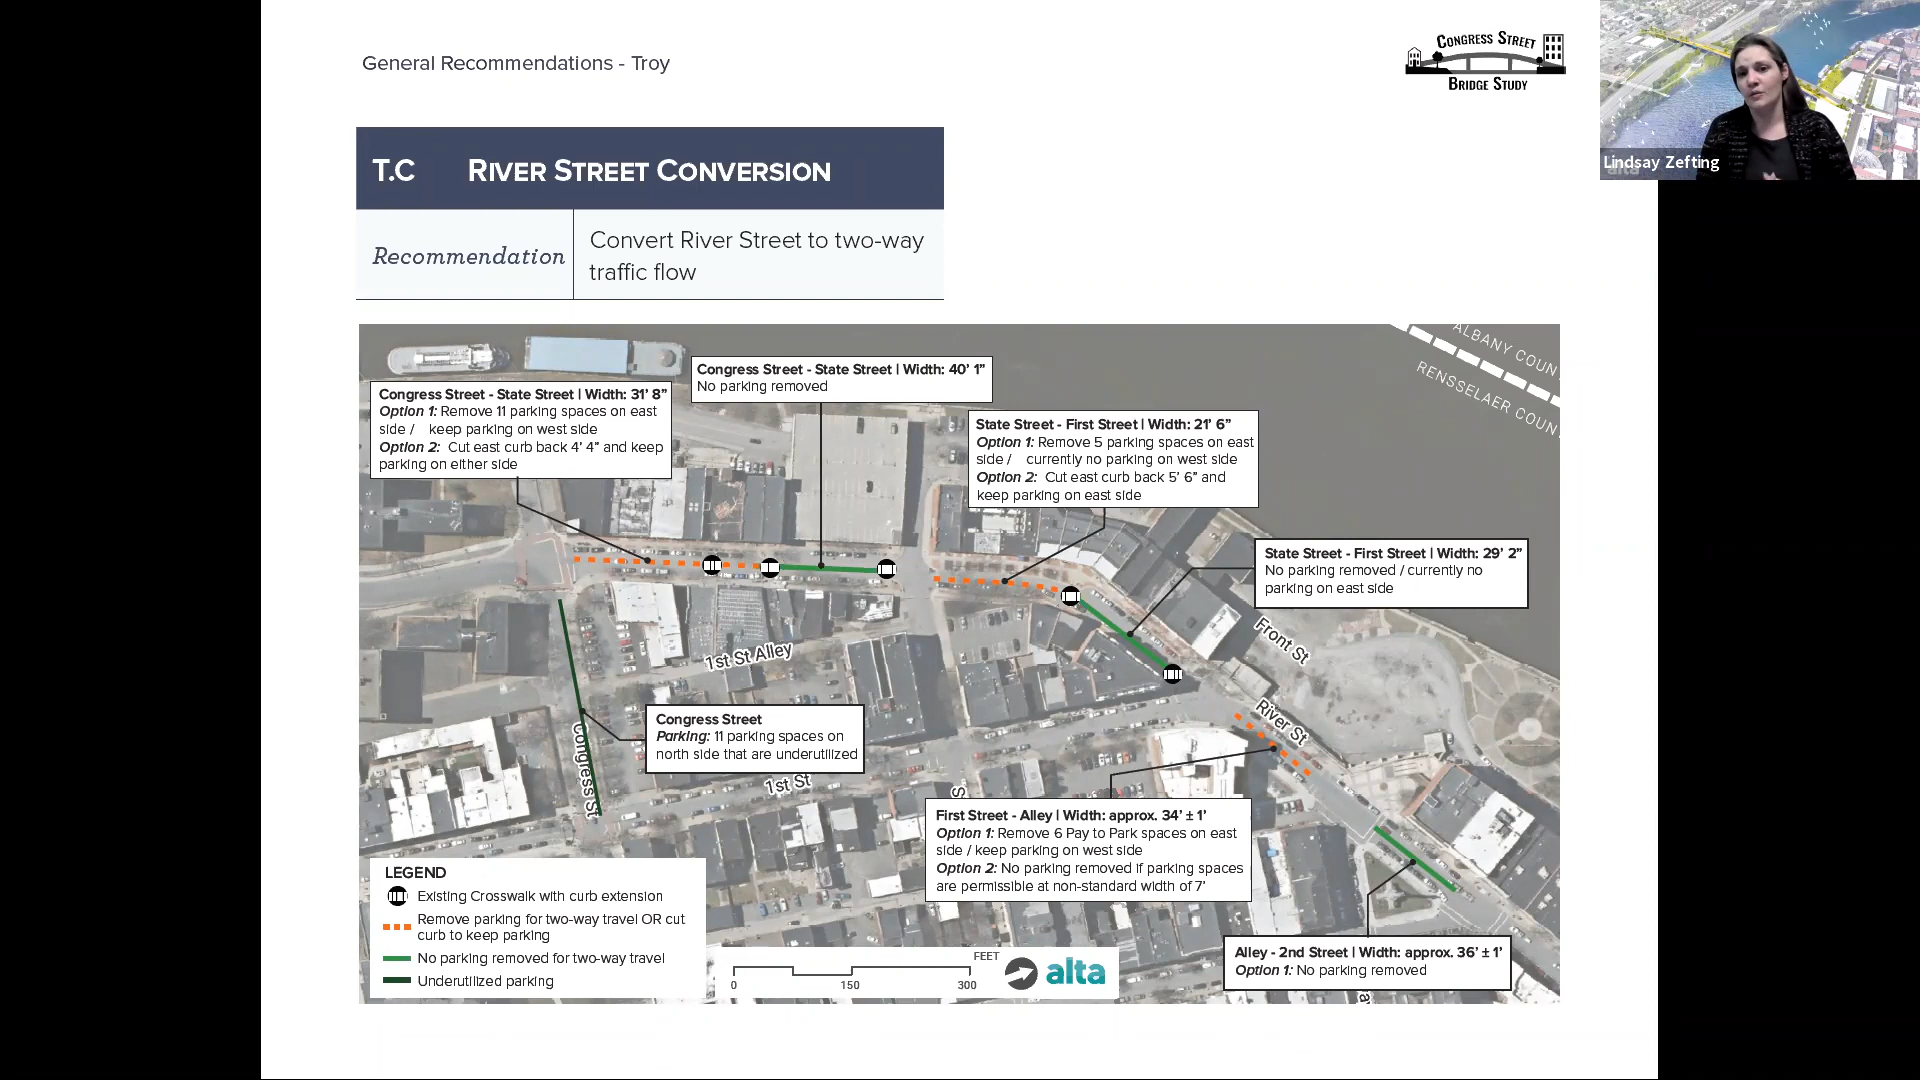 General Recommendations - Troy
CONGRESS STREET
BRIDGE STUDY
Lindsay Zefting
alta
T.C RIVER STREET CONVERSION
Recommendation
Convert River Street to two-way
traffic flow
ALBANY COUN
RENSSELAER COUN
Congress Street - State Street | Width: 40' 1"
No parking removed
Congress Street - State Street | Width: 31' 8"
Option 1: Remove 11 parking spaces on east
side / keep parking on west side
Option 2: Cut east curb back 4' 4" and keep
parking on either side
State Street - First Street | Width: 21' 6"
Option 1: Remove 5 parking spaces on east
side / currently no parking on west side
Option 2: Cut east curb back 5' 6" and
keep parking on east side
State Street - First Street | Width: 29' 2"
No parking removed / currently no
parking on east side
Front St
1st St Alley
River St
Congress St
Congress Street
Parking: 11 parking spaces on
north side that are underutilized
1st St
S
First Street - Alley | Width: approx. 34' ± 1'
Option 1: Remove 6 Pay to Park spaces on east
side / keep parking on west side
Option 2: No parking removed if parking spaces
are permissible at non-standard width of 7'
Alley - 2nd Street | Width: approx. 36' ± 1'
Option 1: No parking removed
LEGEND
Existing Crosswalk with curb extension
Remove parking for two-way travel OR cut
curb to keep parking
No parking removed for two-way travel
Underutilized parking
FEET
0 150 300
alta